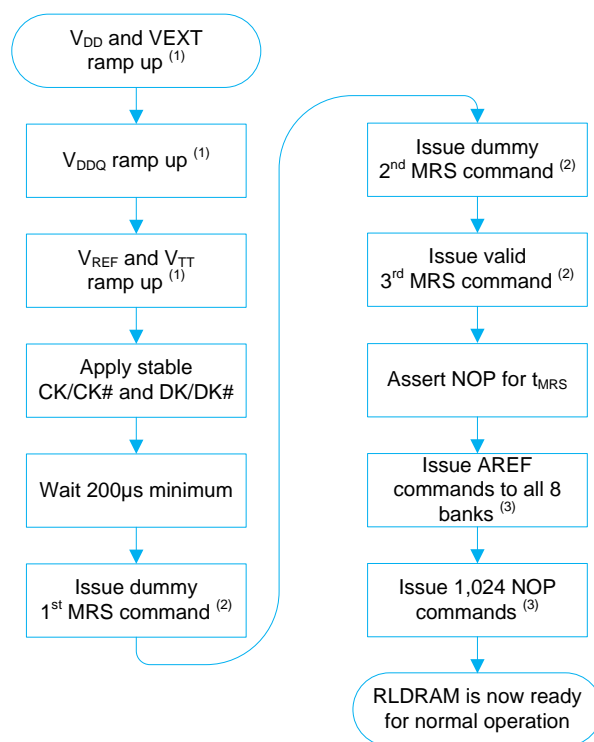 VDD and VEXT
ramp up (1)
VDDQ ramp up (1)
VREF and VTT
ramp up (1)
Apply stable
CK/CK# and DK/DK#
Wait 200µs minimum
Issue dummy
1st MRS command (2)
Issue dummy
2nd MRS command (2)
Issue valid
3rd MRS command (2)
Assert NOP for tMRS
Issue AREF
commands to all 8
banks (3)
Issue 1,024 NOP
commands (3)
RLDRAM is now ready
for normal operation